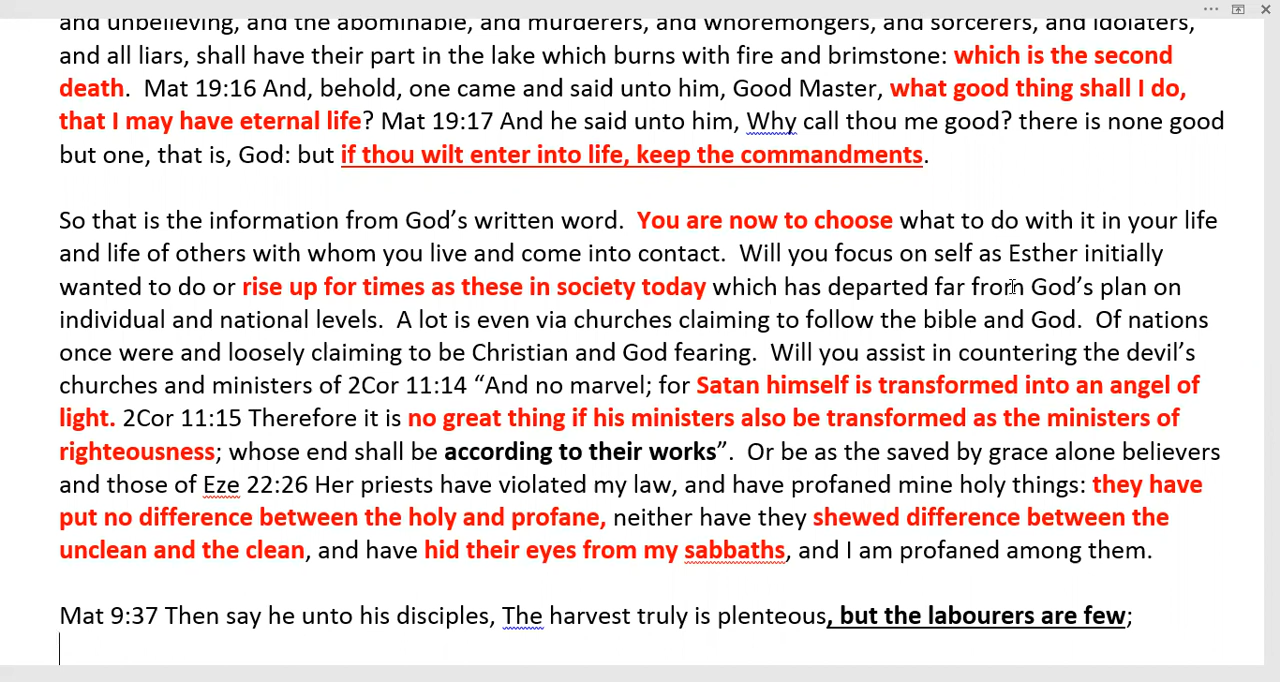 and unbelieving, and the abominable, and murderers, and whoremongers, and sorcerers, and idolaters,
and all liars, shall have their part in the lake which burns with fire and brimstone: which is the second
death.  Mat 19:16 And, behold, one came and said unto him, Good Master, what good thing shall I do,
that I may have eternal life? Mat 19:17 And he said unto him, Why call thou me good? there is none good
but one, that is, God: but if thou wilt enter into life, keep the commandments.
So that is the information from God’s written word.  You are now to choose what to do with it in your life
and life of others with whom you live and come into contact.  Will you focus on self as Esther initially
wanted to do or rise up for times as these in society today which has departed far from God’s plan on
individual and national levels.  A lot is even via churches claiming to follow the bible and God.  Of nations
once were and loosely claiming to be Christian and God fearing.  Will you assist in countering the devil’s
churches and ministers of 2Cor 11:14 “And no marvel; for Satan himself is transformed into an angel of
light. 2Cor 11:15 Therefore it is no great thing if his ministers also be transformed as the ministers of
righteousness; whose end shall be according to their works”.  Or be as the saved by grace alone believers
and those of Eze 22:26 Her priests have violated my law, and have profaned mine holy things: they have
put no difference between the holy and profane, neither have they shewed difference between the
unclean and the clean, and have hid their eyes from my sabbaths, and I am profaned among them.
Mat 9:37 Then say he unto his disciples, The harvest truly is plenteous, but the labourers are few;